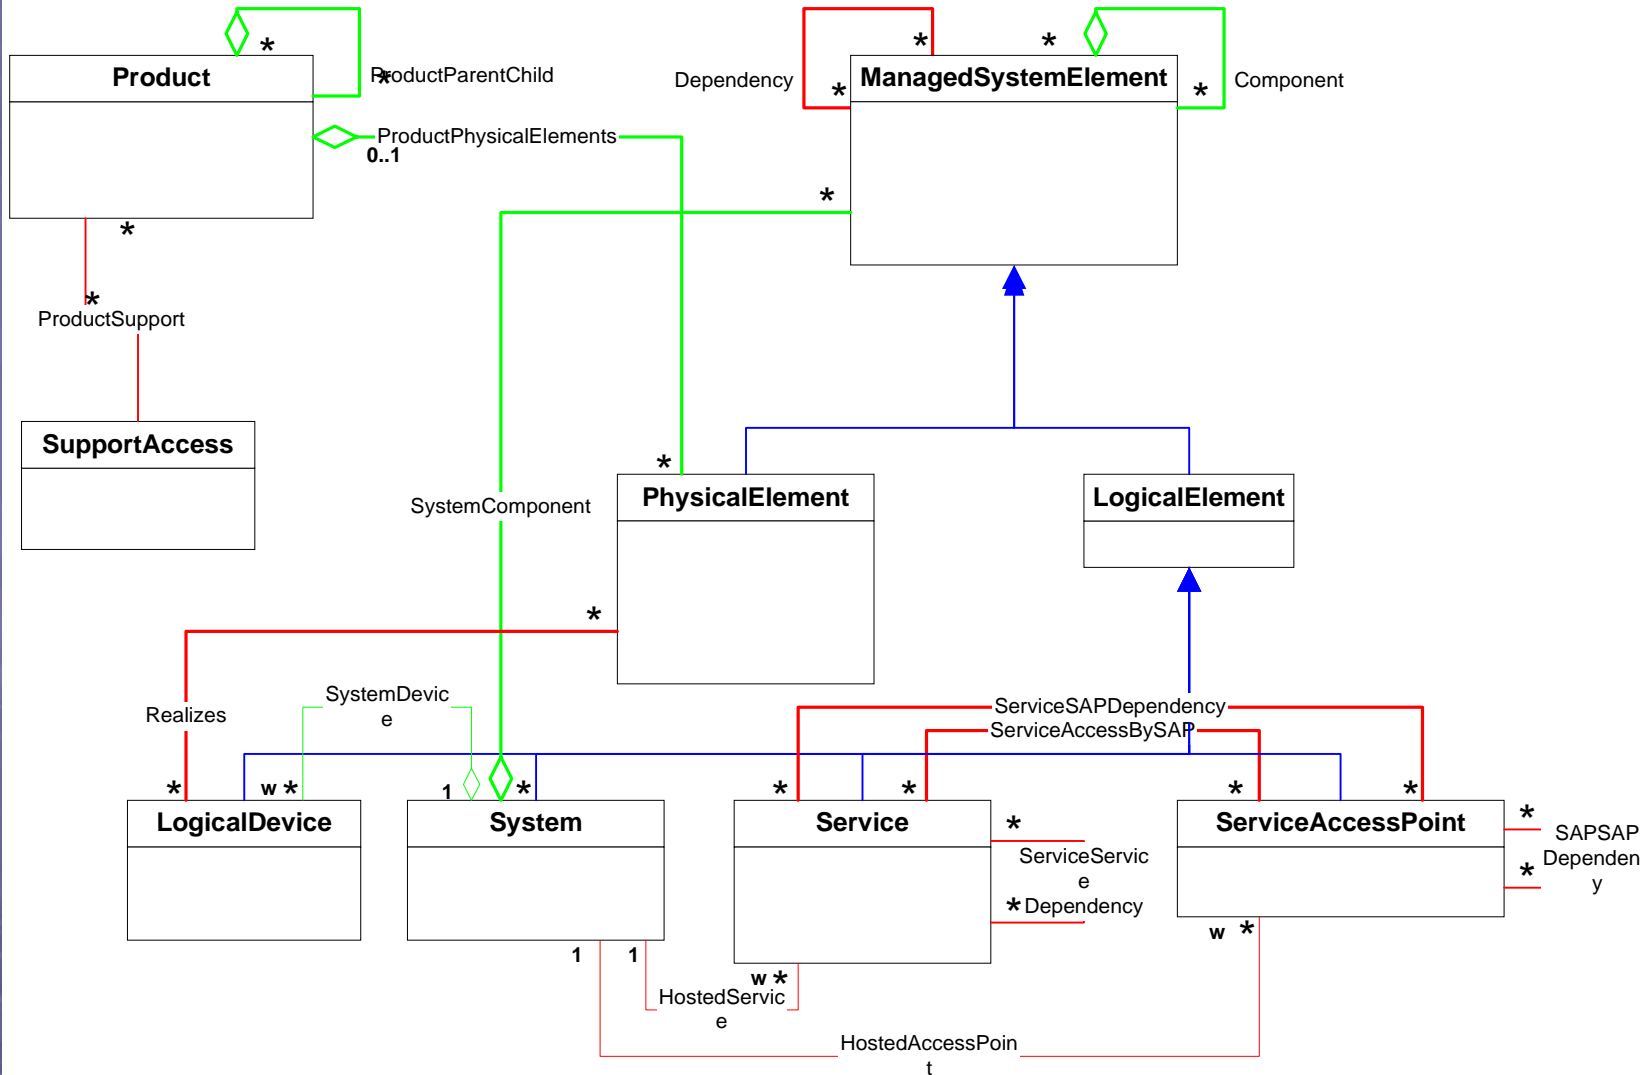 *
*
*
Product
ProductParentChild
*
Dependency
ManagedSystemElement
*
*
Component
ProductPhysicalElements
0..1
*
*
*
ProductSupport
SupportAccess
*
PhysicalElement
LogicalElement
SystemComponent
*
SystemDevic
e
Realizes
ServiceSAPDependency
ServiceAccessBySAP
*
w *
1
*
*
*
*
*
LogicalDevice
System
Service
ServiceAccessPoint
*
*
ServiceServic
e
* Dependency
SAPSAP
Dependen
y
*
1
1
w *
w *
HostedServic
e
HostedAccessPoin
t